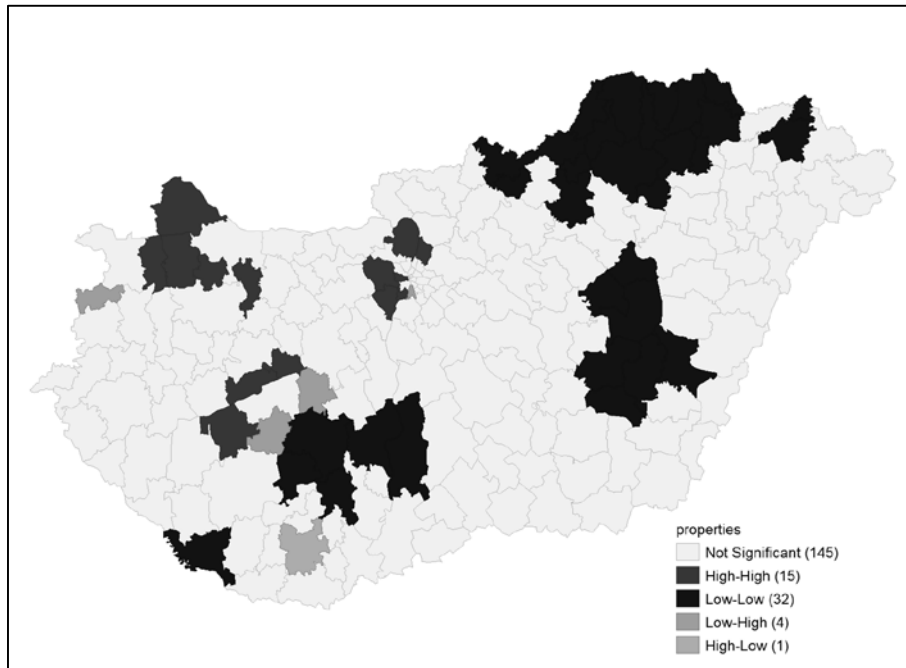 properties
Not Significant (145)
High-High (15)
Low-Low (32)
Low-High (4)
High-Low (1)